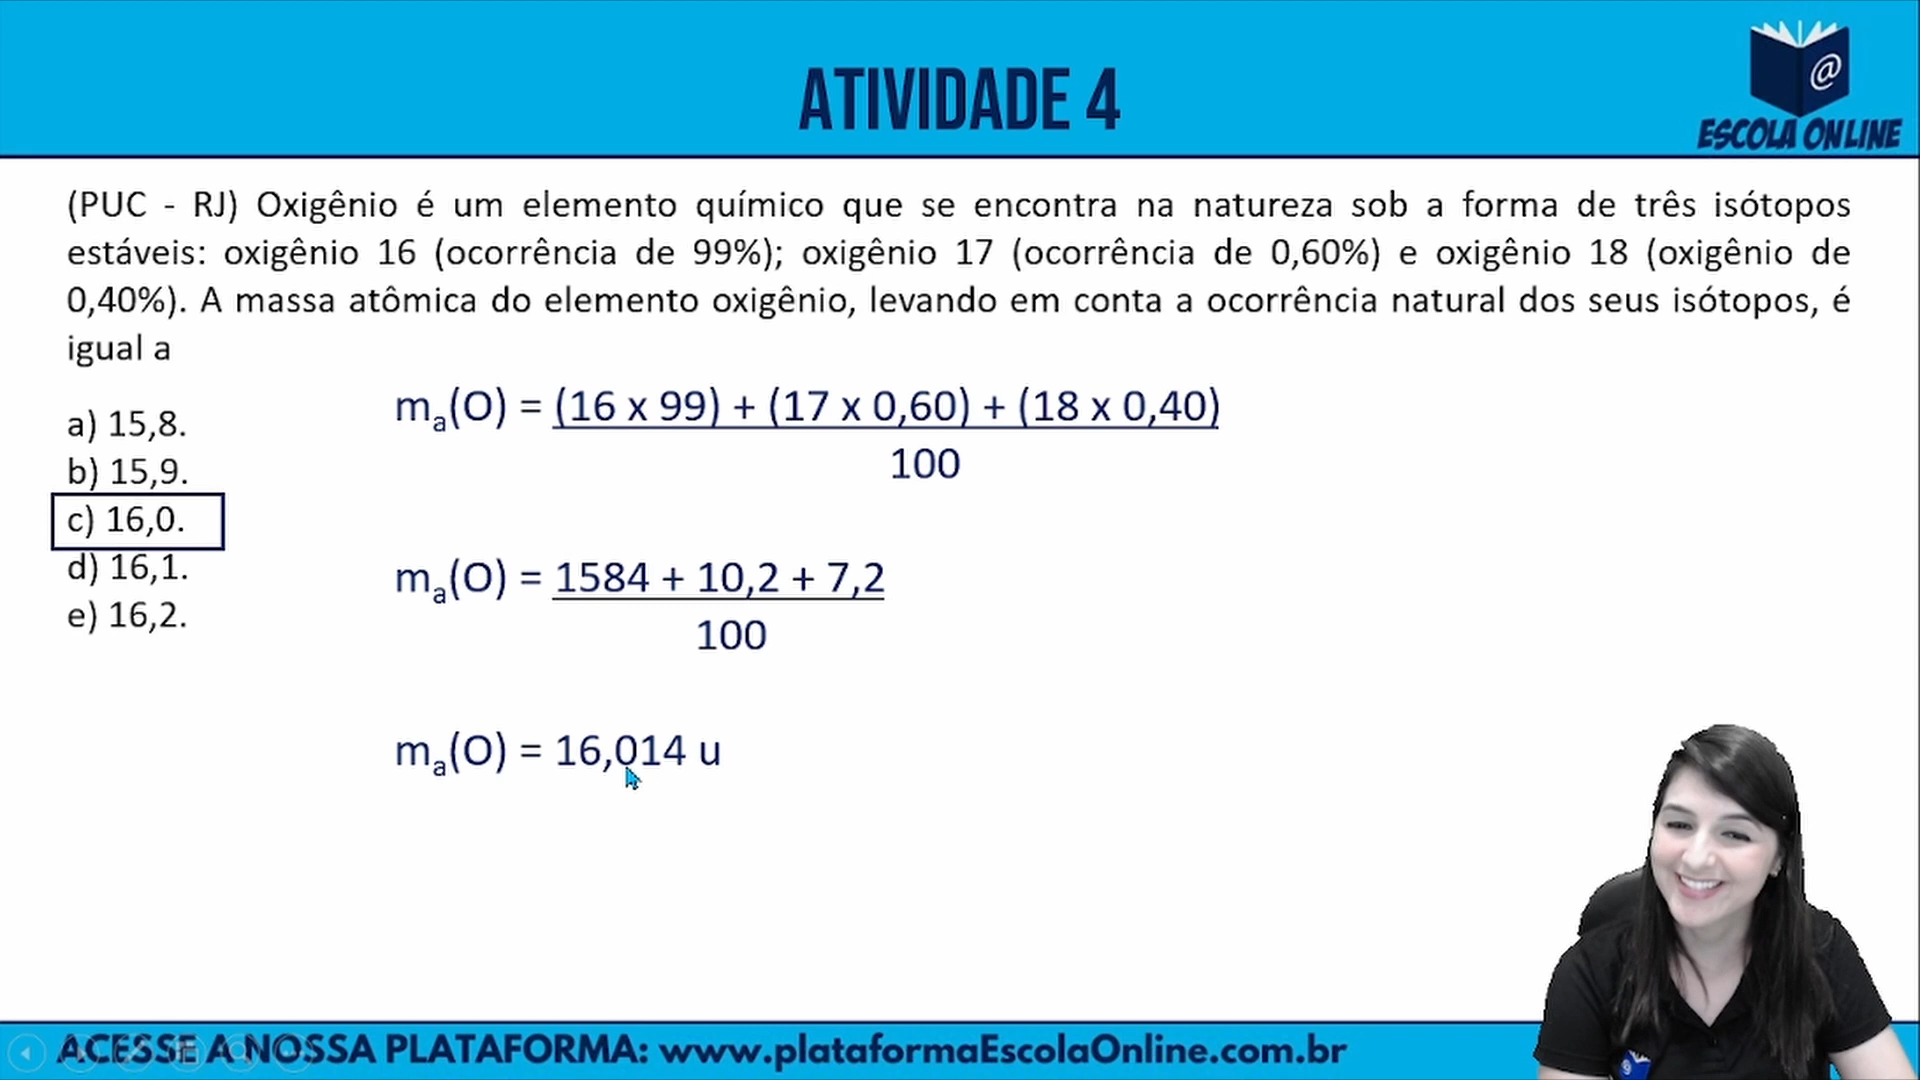 ATIVIDADE 4
@
ESCOLA ONLINE
(PUC - RJ) Oxigênio é um elemento químico que se encontra na natureza sob a forma de três isótopos
estáveis: oxigênio 16 (ocorrência de 99%); oxigênio 17 (ocorrência de 0,60%) e oxigênio 18 (oxigênio de
0,40%). A massa atômica do elemento oxigênio, levando em conta a ocorrência natural dos seus isótopos, é
igual a
a) 15,8.
b) 15,9.
c) 16,0.
d) 16,1.
e) 16,2.
mₐ(O) = (16 x 99) + (17 x 0,60) + (18 x 0,40)
100
mₐ(O) = 1584 + 10,2 + 7,2
100
mₐ(O) = 16,014 u
ACESSE A NOSSA PLATAFORMA: www.plataformaEscolaOnline.com.br